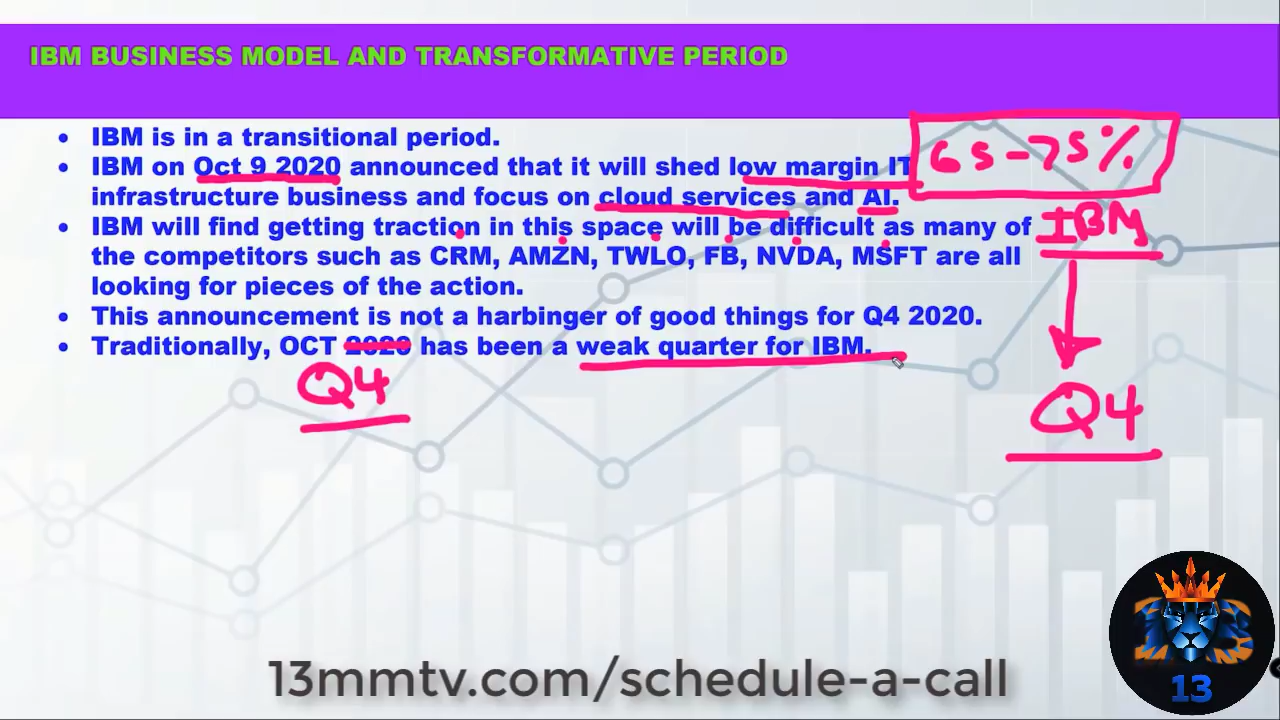 IBM BUSINESS MODEL AND TRANSFORMATIVE PERIOD
• IBM is in a transitional period.
• IBM on Oct 9 2020 announced that it will shed low margin IT
65-75%
infrastructure business and focus on cloud services and AI.
• IBM will find getting traction in this space will be difficult as many of
IBM
the competitors such as CRM, AMZN, TWLO, FB, NVDA, MSFT are all
looking for pieces of the action.
• This announcement is not a harbinger of good things for Q4 2020.
• Traditionally, OCT 2020 has been a weak quarter for IBM.
Q4
Q4
13mmtv.com/schedule-a-call
13